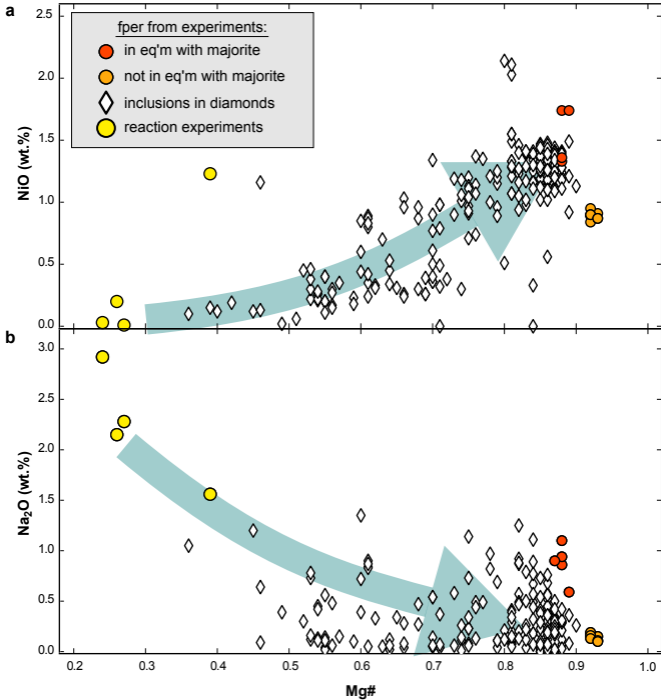 a
fper from experiments:
in eq'm with majorite
not in eq'm with majorite
inclusions in diamonds
reaction experiments
NiO (wt.%)
2.5
2.0
1.5
1.0
0.5
0.0
b
Na₂O (wt.%)
3.0
2.5
2.0
1.5
1.0
0.5
0.0
0.2 0.3 0.4 0.5 0.6 0.7 0.8 0.9 1.0
Mg#